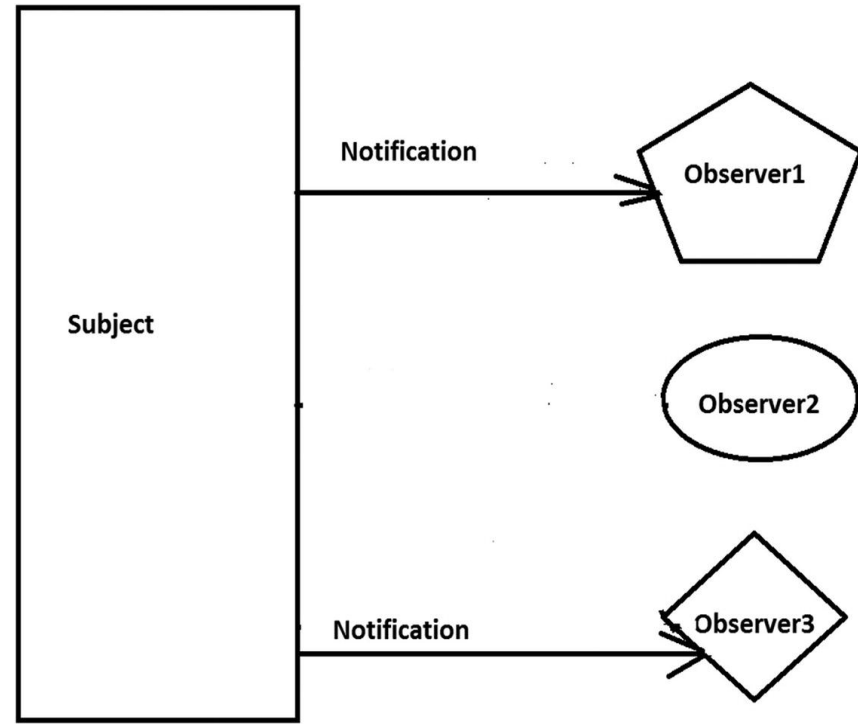 Notification
Observer1
Subject
Observer2
Notification
Observer3